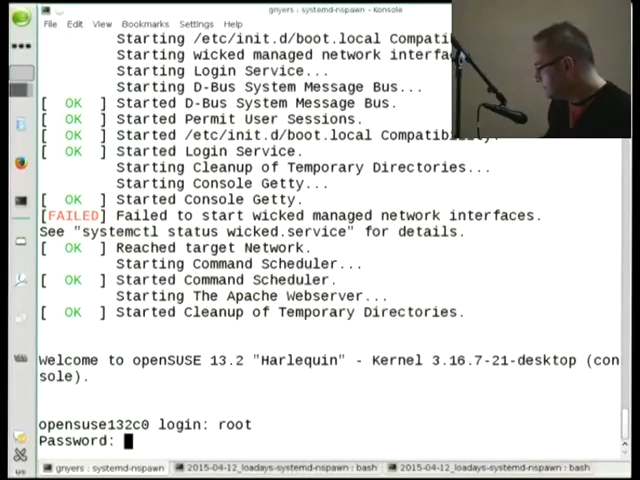 gnyers : systemd-nspawn - Konsole
File Edit View Bookmarks Settings Help
Starting /etc/init.d/boot.local Compati
Starting wicked managed network interfa
Starting Login Service...
Starting D-Bus System Message Bus...
[ OK ] Started D-Bus System Message Bus.
[ OK ] Started Permit User Sessions.
[ OK ] Started /etc/init.d/boot.local Compatibility.
[ OK ] Started Login Service.
Starting Cleanup of Temporary Directories...
Starting Console Getty...
[ OK ] Started Console Getty.
[FAILED] Failed to start wicked managed network interfaces.
See "systemctl status wicked.service" for details.
[ OK ] Reached target Network.
Starting Command Scheduler...
[ OK ] Started Command Scheduler.
Starting The Apache Webserver...
[ OK ] Started Cleanup of Temporary Directories.
Welcome to openSUSE 13.2 "Harlequin" - Kernel 3.16.7-21-desktop (con
sole).
opensuse132c0 login: root
Password:
gnyers : systemd-nspawn
2015-04-12_loadays-systemd-nspawn : bash
2015-04-12_loadays-systemd-nspawn : bash